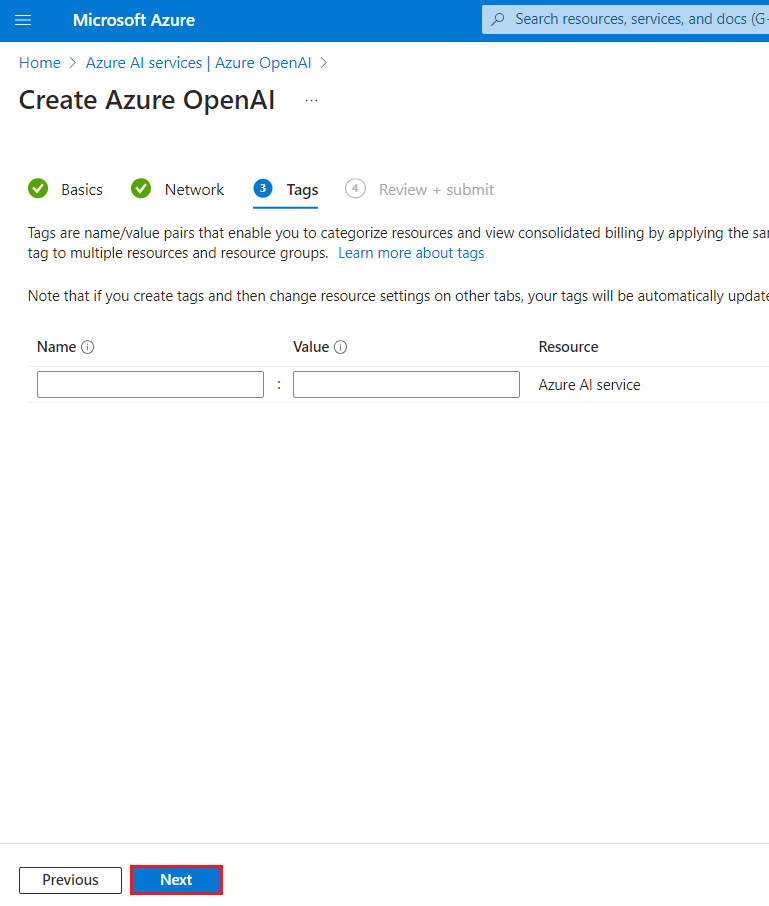 Microsoft Azure
Search resources, services, and docs (G-
Home > Azure AI services | Azure OpenAI >
Create Azure OpenAI ...
Basics Network 3 Tags 4 Review + submit
Tags are name/value pairs that enable you to categorize resources and view consolidated billing by applying the sa
tag to multiple resources and resource groups. Learn more about tags
Note that if you create tags and then change resource settings on other tabs, your tags will be automatically update
Name Value Resource
: Azure AI service
Previous Next